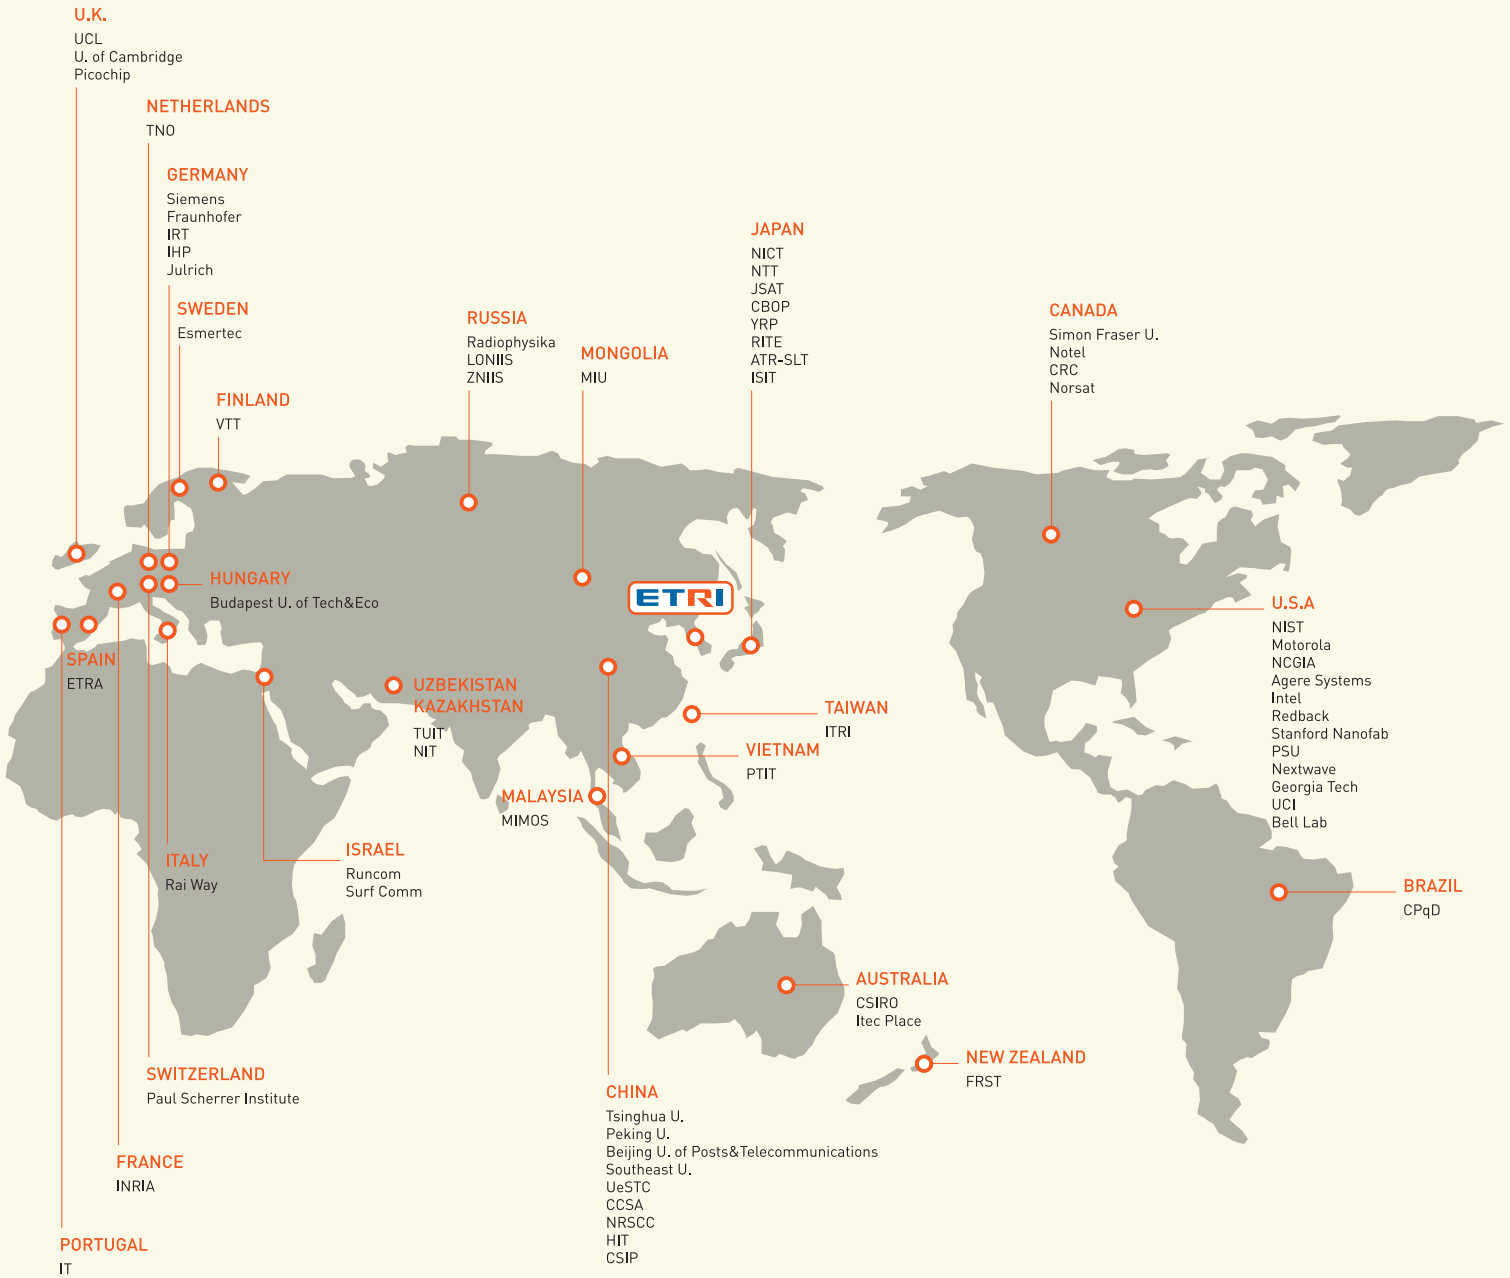 U.K.
UCL
U. of Cambridge
Picochip
NETHERLANDS
TNO
GERMANY
Siemens
Fraunhofer
IRT
IHP
Julrich
SWEDEN
Esmertec
FINLAND
VTT
RUSSIA
Radiophysika
LONIIS
ZNIIS
MONGOLIA
MIU
JAPAN
NICT
NTT
JSAT
CBOP
YRP
RITE
ATR-SLT
ISIT
CANADA
Simon Fraser U.
Notel
CRC
Norsat
HUNGARY
Budapest U. of Tech&Eco
ETRI
U.S.A
NIST
Motorola
NCGIA
Agere Systems
Intel
Redback
Stanford Nanofab
PSU
Nextwave
Georgia Tech
UCI
Bell Lab
SPAIN
ETRA
UZBEKISTAN
KAZAKHSTAN
TUIT
NIT
TAIWAN
ITRI
VIETNAM
PTIT
MALAYSIA
MIMOS
ITALY
Rai Way
ISRAEL
Runcom
Surf Comm
BRAZIL
CPqD
AUSTRALIA
CSIRO
Itec Place
NEW ZEALAND
FRST
SWITZERLAND
Paul Scherrer Institute
CHINA
Tsinghua U.
Peking U.
Beijing U. of Posts&Telecommunications
Southeast U.
UeSTC
CCSA
NRSCC
HIT
CSIP
FRANCE
INRIA
PORTUGAL
IT